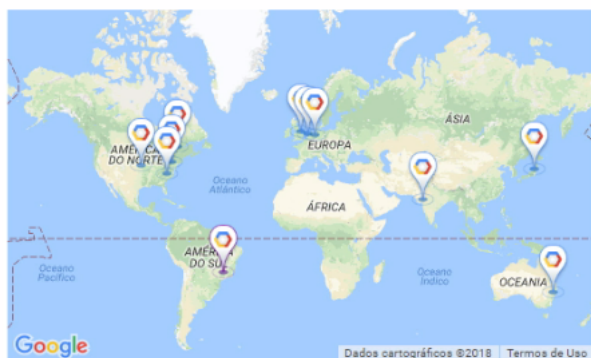 AMÉRICA
DO NORTE
EUROPA
ÁSIA
Oceano
Atlântico
ÁFRICA
AMÉRICA
DO SUL
Oceano
Pacífico
Oceano
Índico
OCEANIA
Google
Dados cartográficos ©2018
Termos de Uso